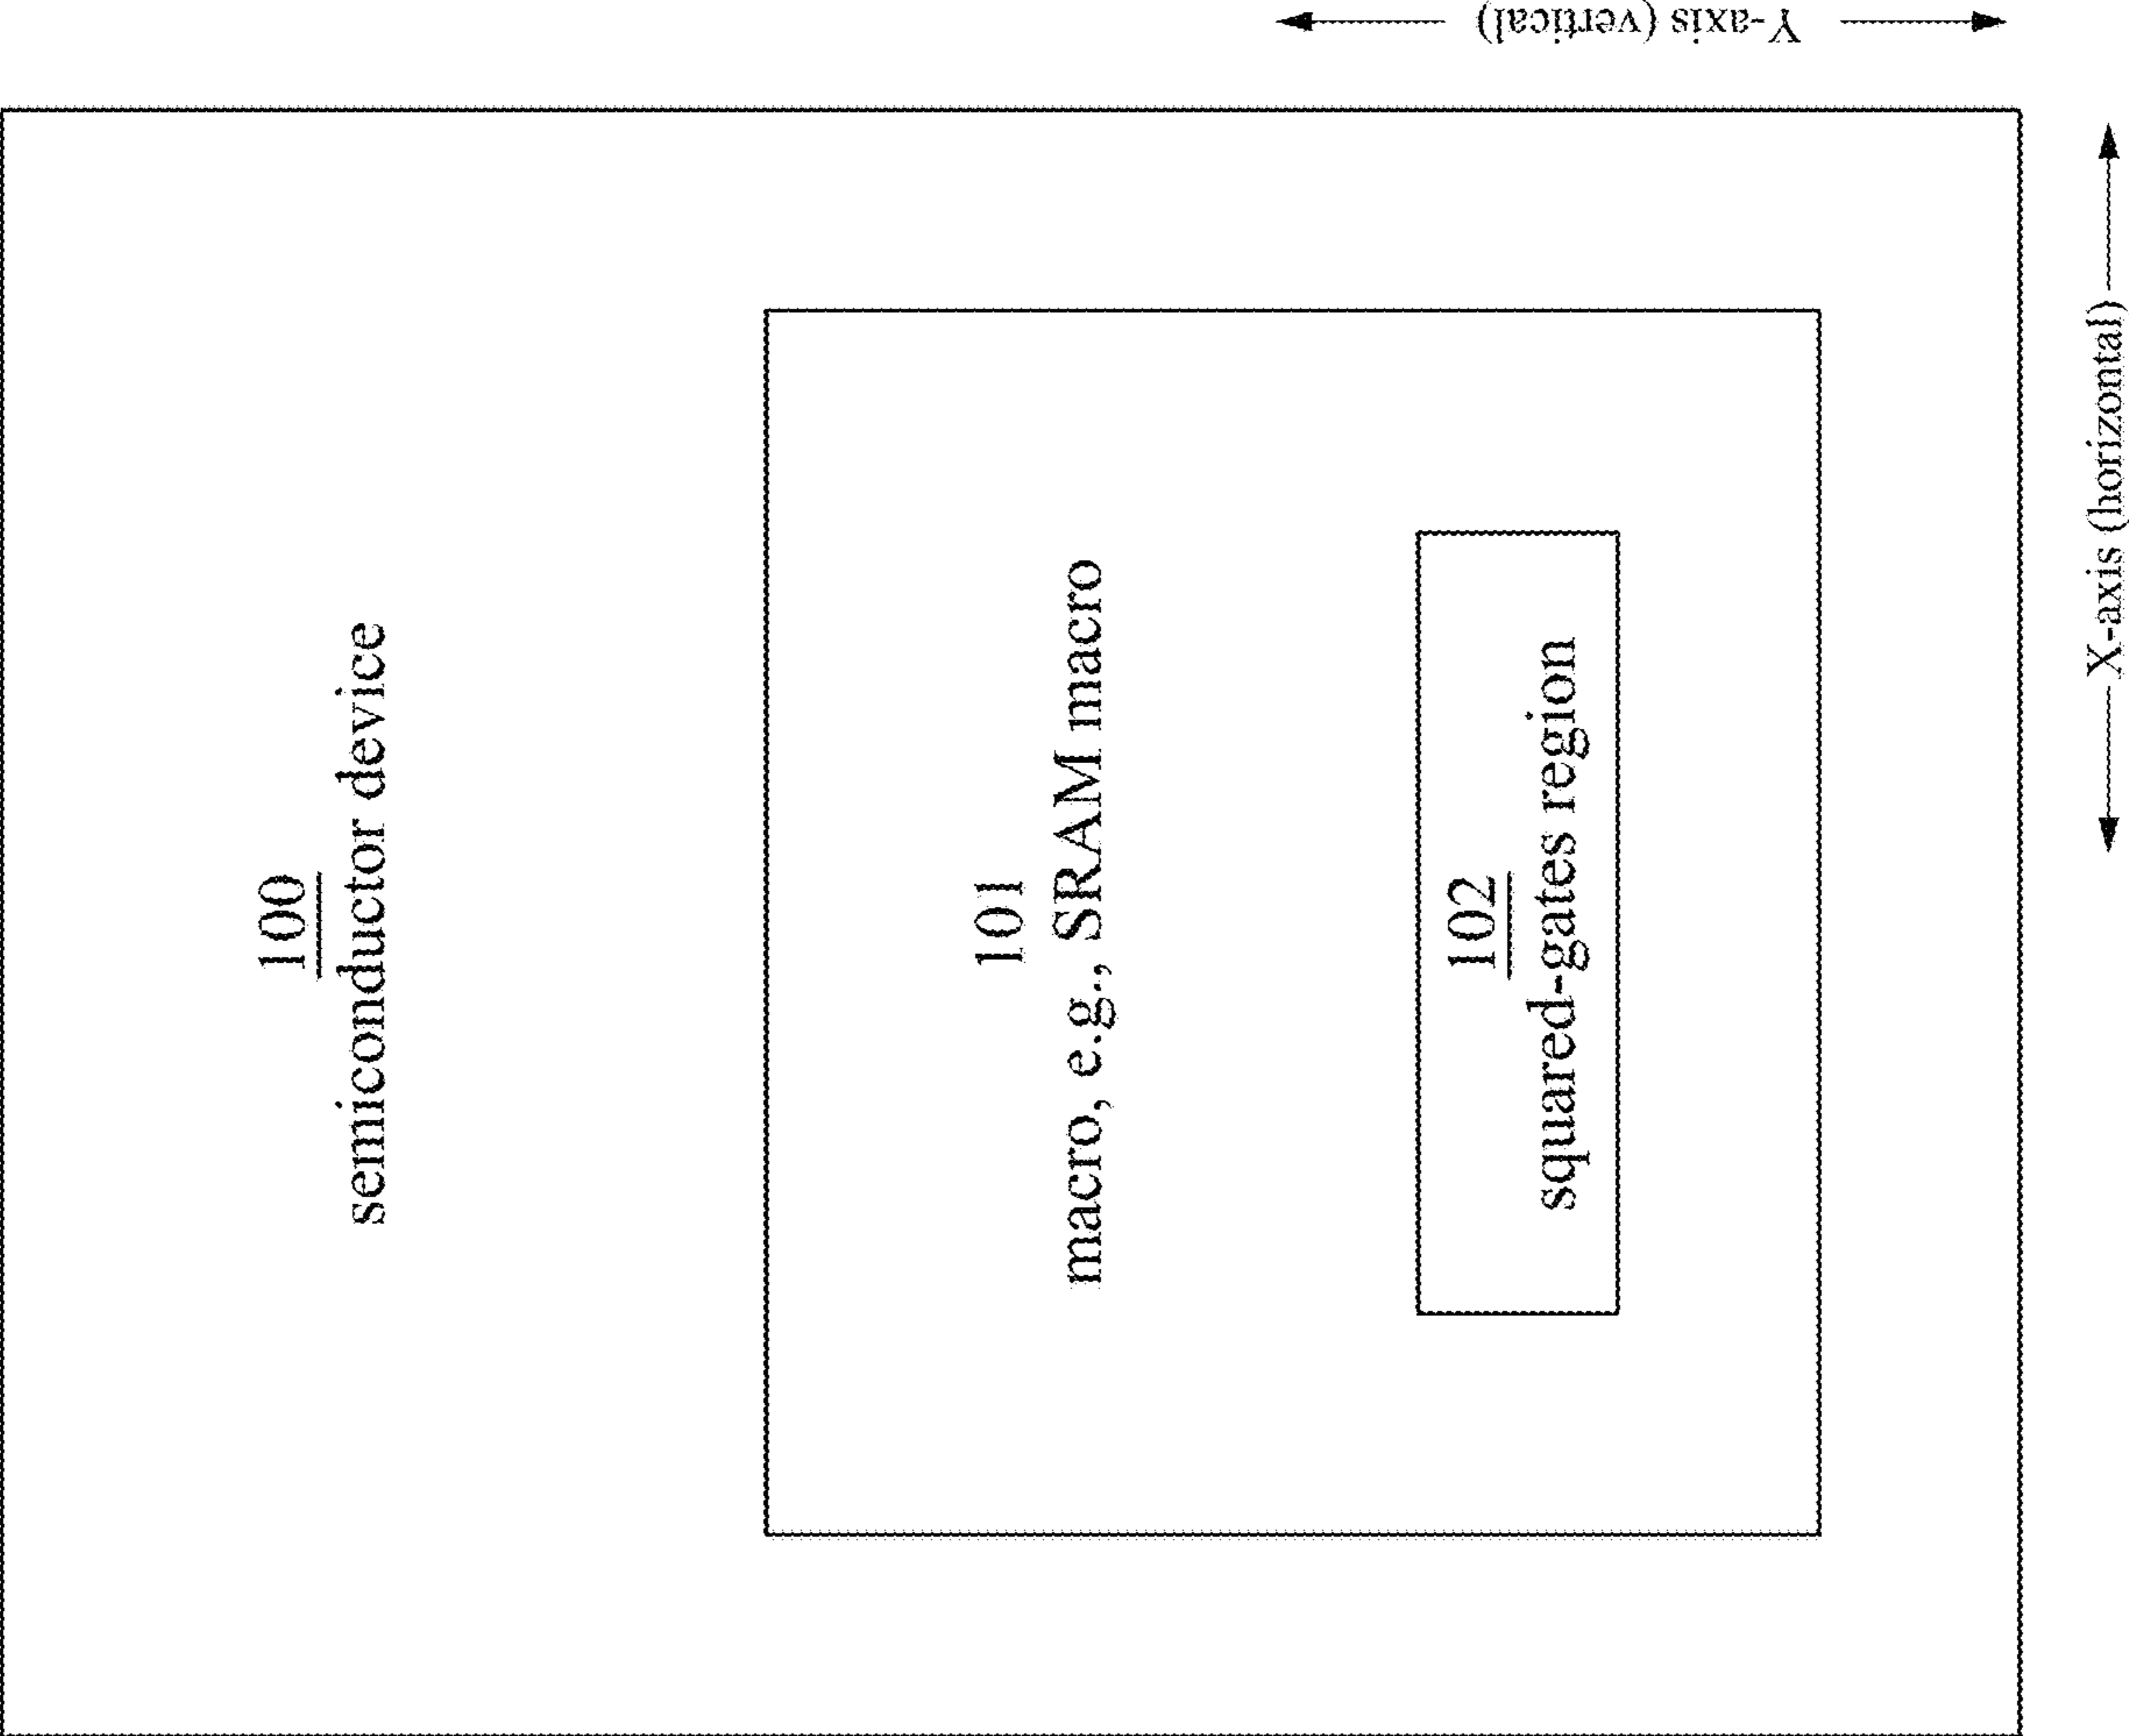 100
semiconductor device
101
macro, e.g., SRAM macro
102
squared-gates region
Y-axis (vertical)
X-axis (horizontal)